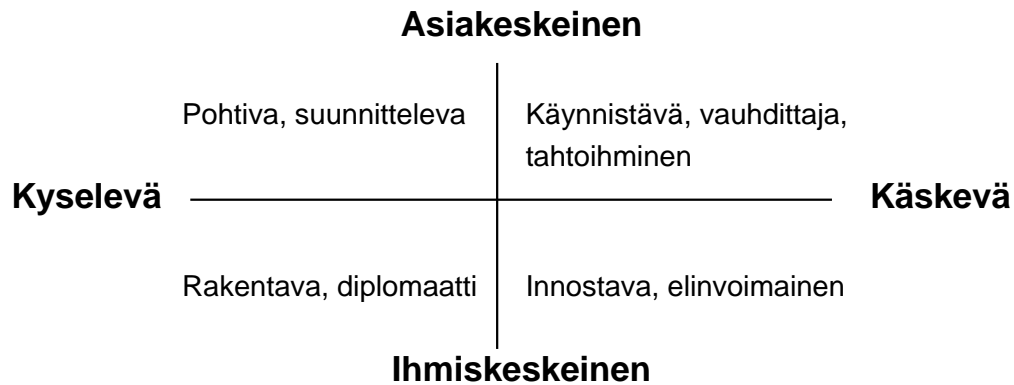 Asiakeskeinen
Pohtiva, suunnitteleva
Käynnistävä, vauhdittaja,
tahtoihminen
Kyselevä
Käskevä
Rakentava, diplomaatti
Innostava, elinvoimainen
Ihmiskeskeinen